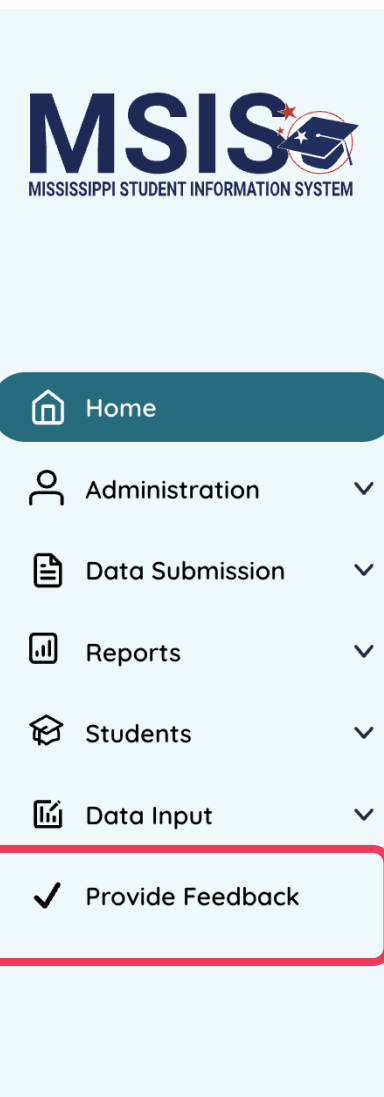 MSIS
MISSISSIPPI STUDENT INFORMATION SYSTEM
Home
Administration
Data Submission
Reports
Students
Data Input
Provide Feedback